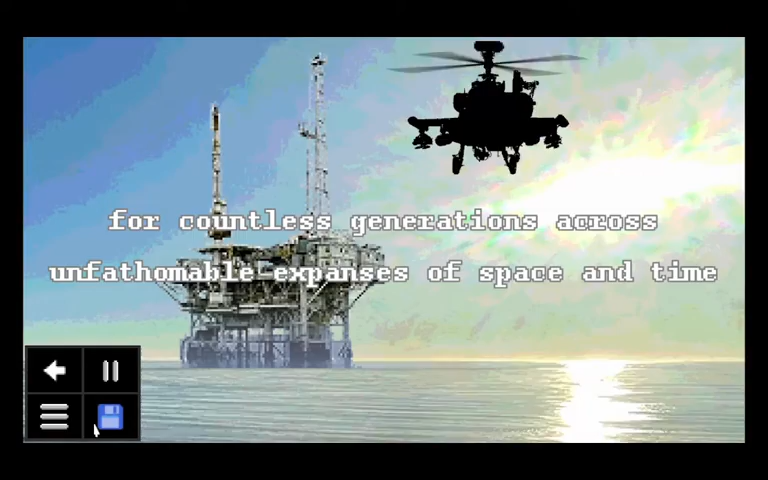 for countless generations across
unfathomable expanses of space and time